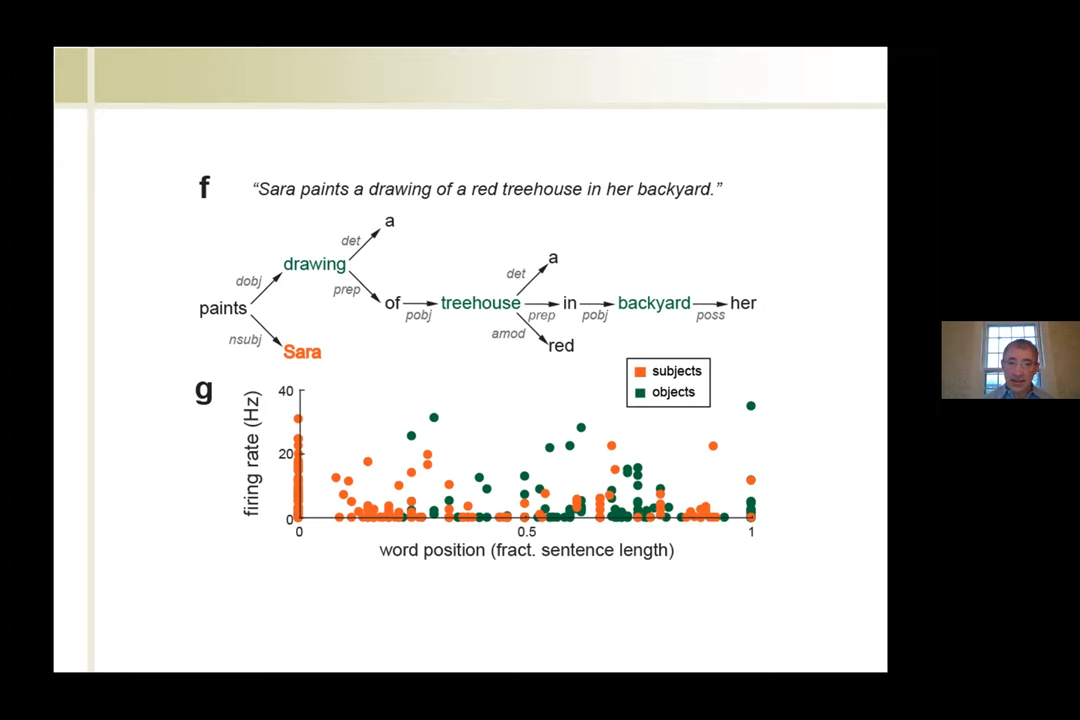 f
“Sara paints a drawing of a red treehouse in her backyard.”
a
det
drawing
dobj
prep
paints
of
pobj
treehouse
det
a
prep
in
pobj
backyard
poss
her
amod
red
nsubj
Sara
g
subjects
objects
firing rate (Hz)
40
20
0
0
0.5
1
word position (fract. sentence length)